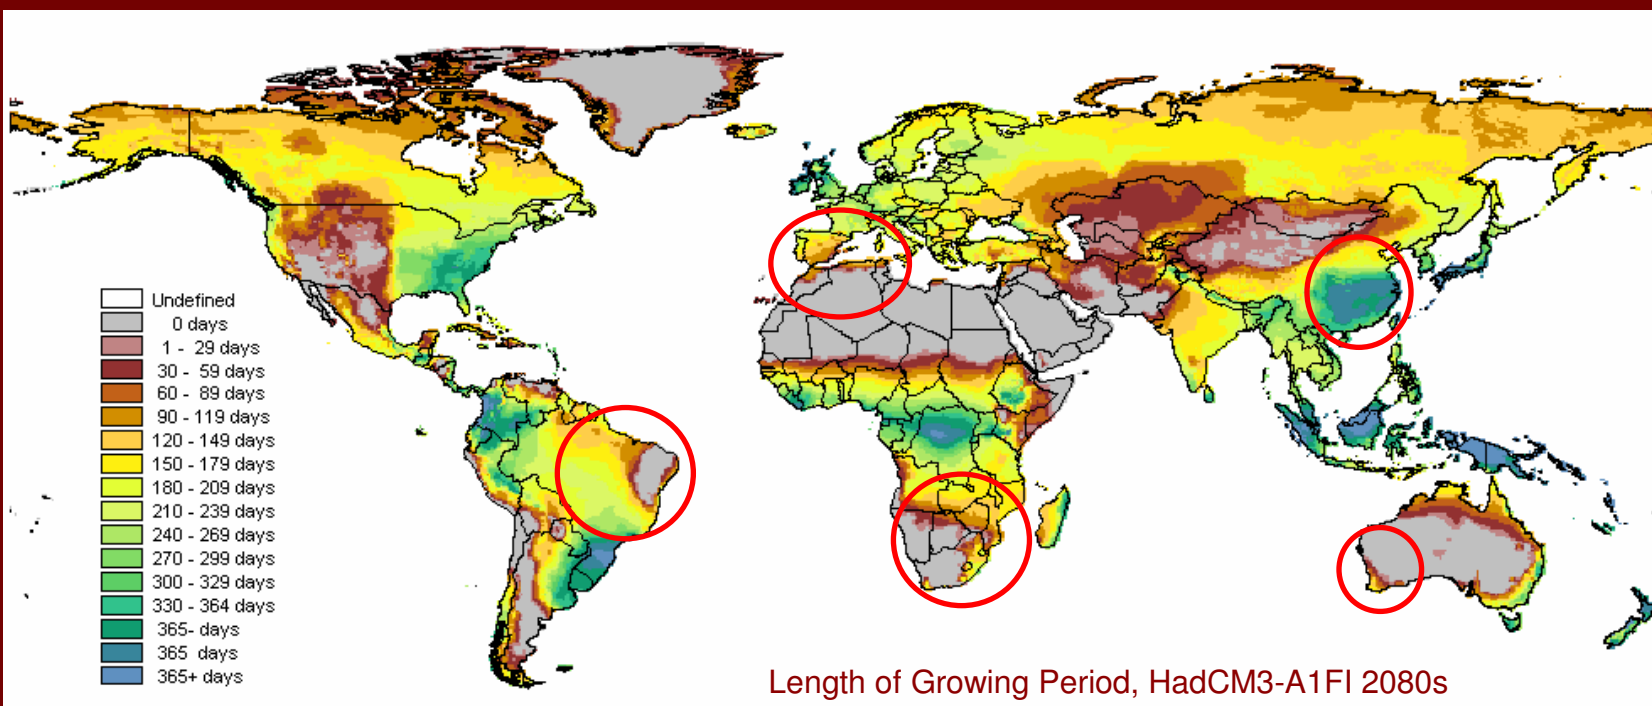 Undefined
0 days
1 - 29 days
30 - 59 days
60 - 89 days
90 - 119 days
120 - 149 days
150 - 179 days
180 - 209 days
210 - 239 days
240 - 269 days
270 - 299 days
300 - 329 days
330 - 364 days
365- days
365 days
365+ days
Length of Growing Period, HadCM3-A1FI 2080s